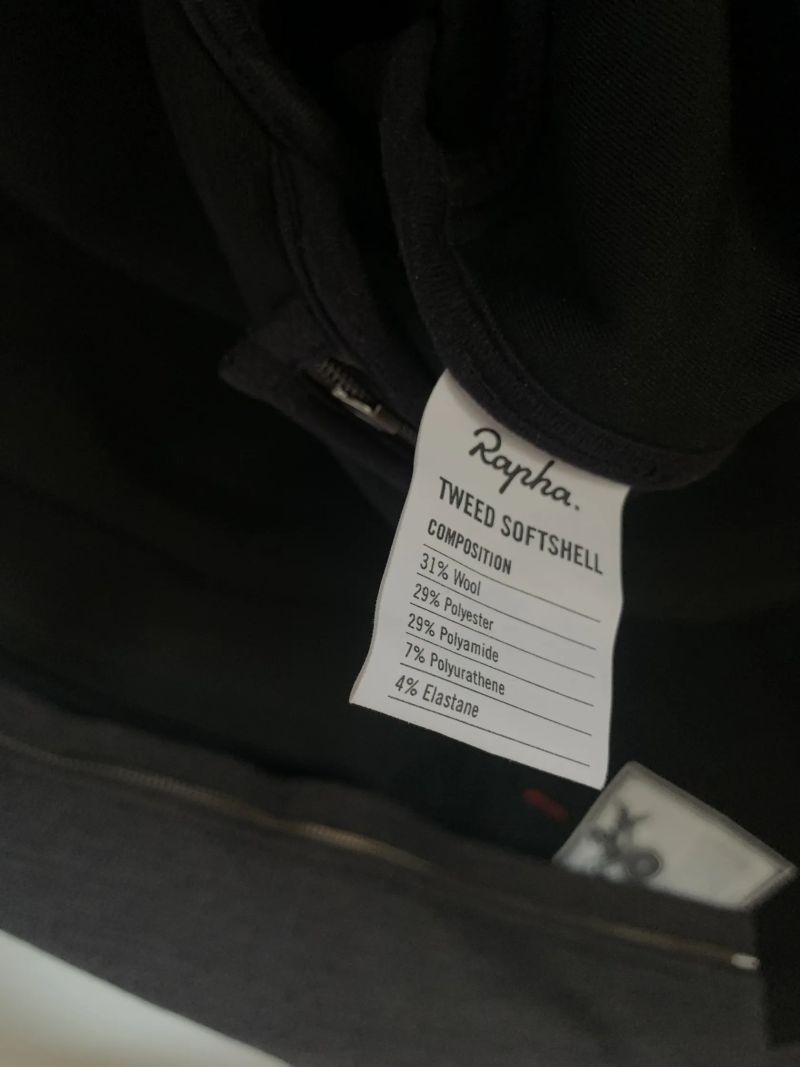 Rapha.
TWEED SOFTSHELL
COMPOSITION
31% Wool
29% Polyester
29% Polyamide
7% Polyurathene
4% Elastane